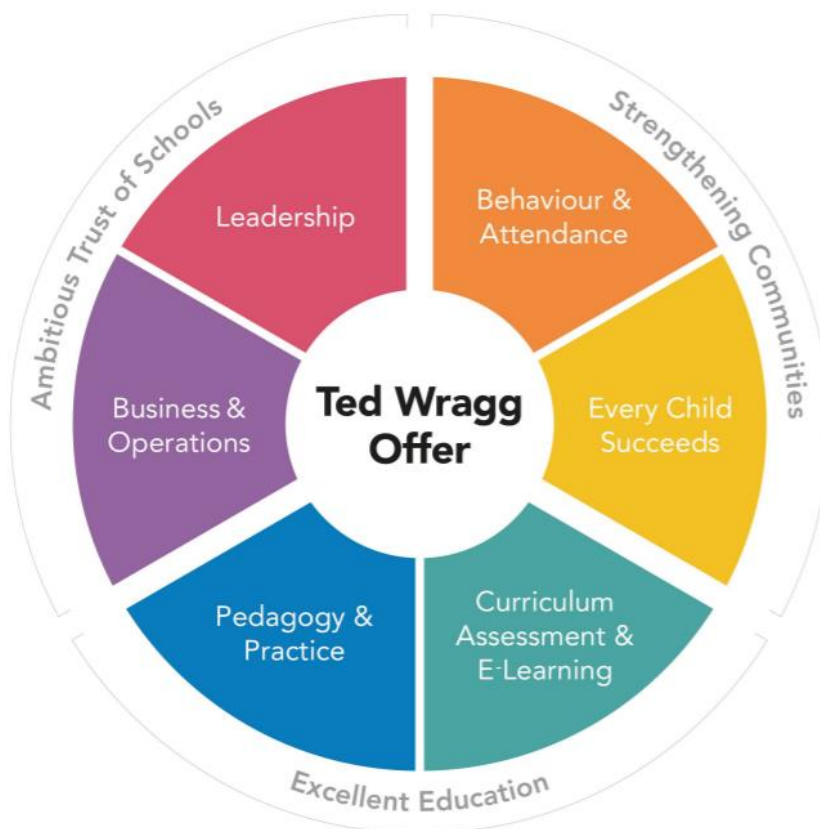 Ambitious Trust of Schools
Strengthening Communities
Leadership
Behaviour &
Attendance
Business &
Operations
Ted Wragg
Offer
Every Child
Succeeds
Pedagogy &
Practice
Curriculum
Assessment &
E-Learning
Excellent Education